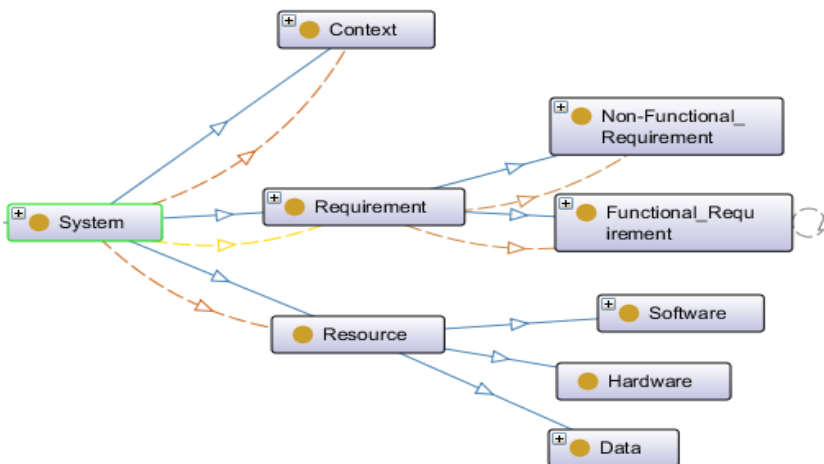 Context
Non-Functional_
Requirement
System
Requirement
Functional_Requ
irement
Resource
Software
Hardware
Data